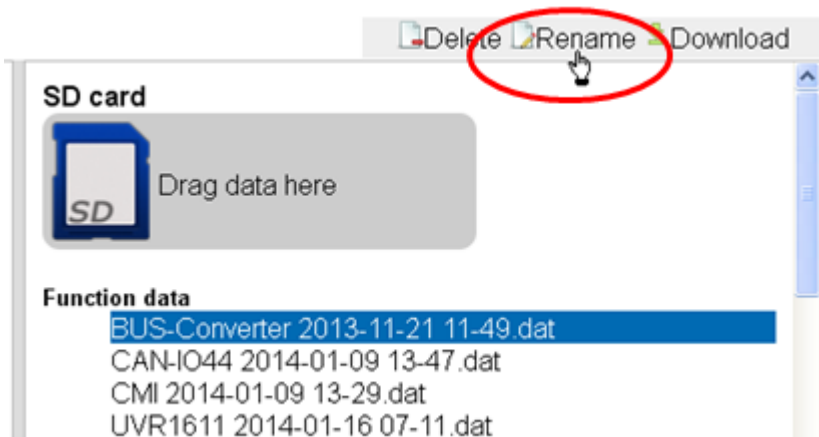 Delete Rename Download
SD card
SD
Drag data here
Function data
BUS-Converter 2013-11-21 11-49.dat
CAN-IO44 2014-01-09 13-47.dat
CMI 2014-01-09 13-29.dat
UVR1611 2014-01-16 07-11.dat